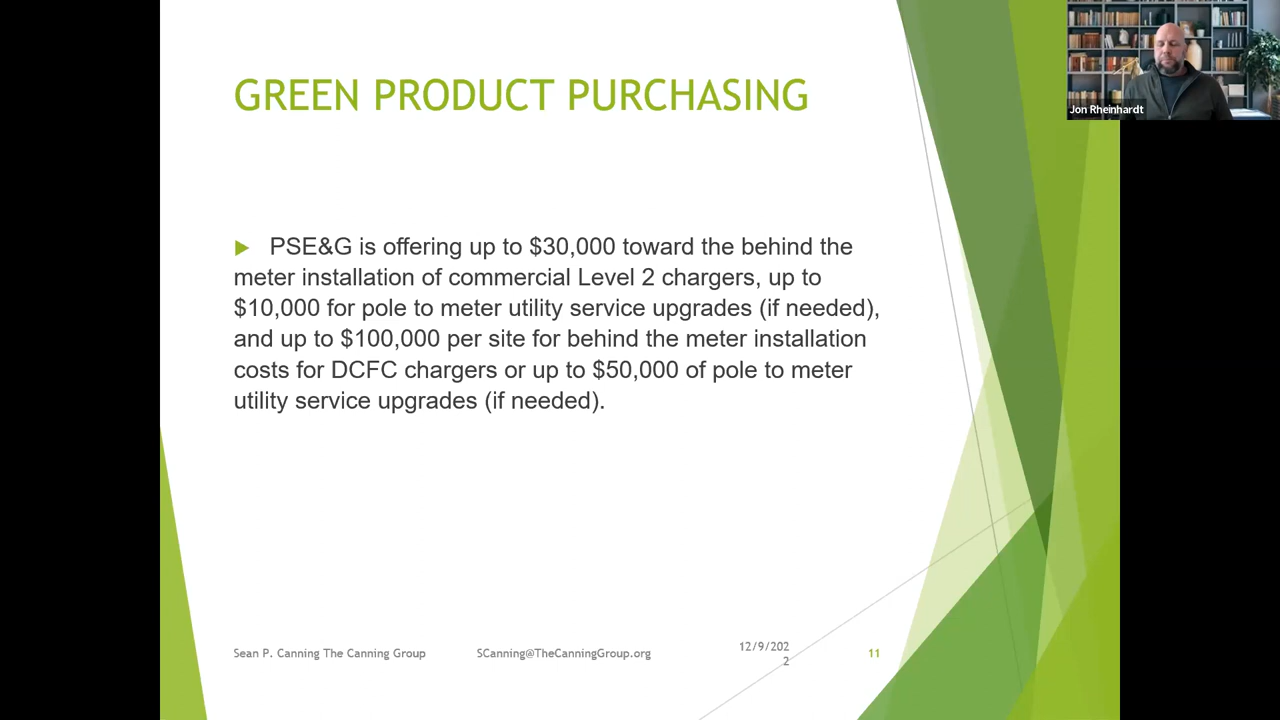 GREEN PRODUCT PURCHASING
Jon Rheinhardt
PSE&G is offering up to $30,000 toward the behind the
meter installation of commercial Level 2 chargers, up to
$10,000 for pole to meter utility service upgrades (if needed),
and up to $100,000 per site for behind the meter installation
costs for DCFC chargers or up to $50,000 of pole to meter
utility service upgrades (if needed).
Sean P. Canning The Canning Group
SCanning@TheCanningGroup.org
12/9/202
2
11